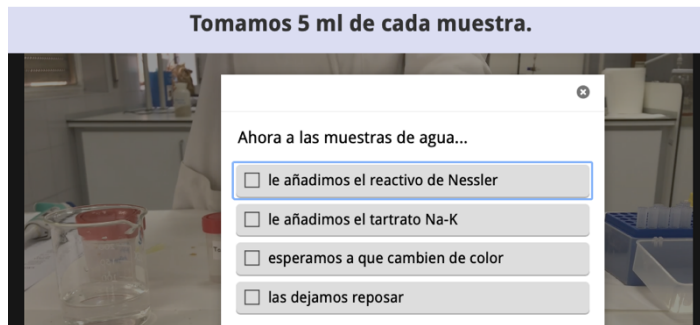 Tomamos 5 ml de cada muestra.
Ahora a las muestras de agua...
le añadimos el reactivo de Nessler
le añadimos el tartrato Na-K
esperamos a que cambien de color
las dejamos reposar